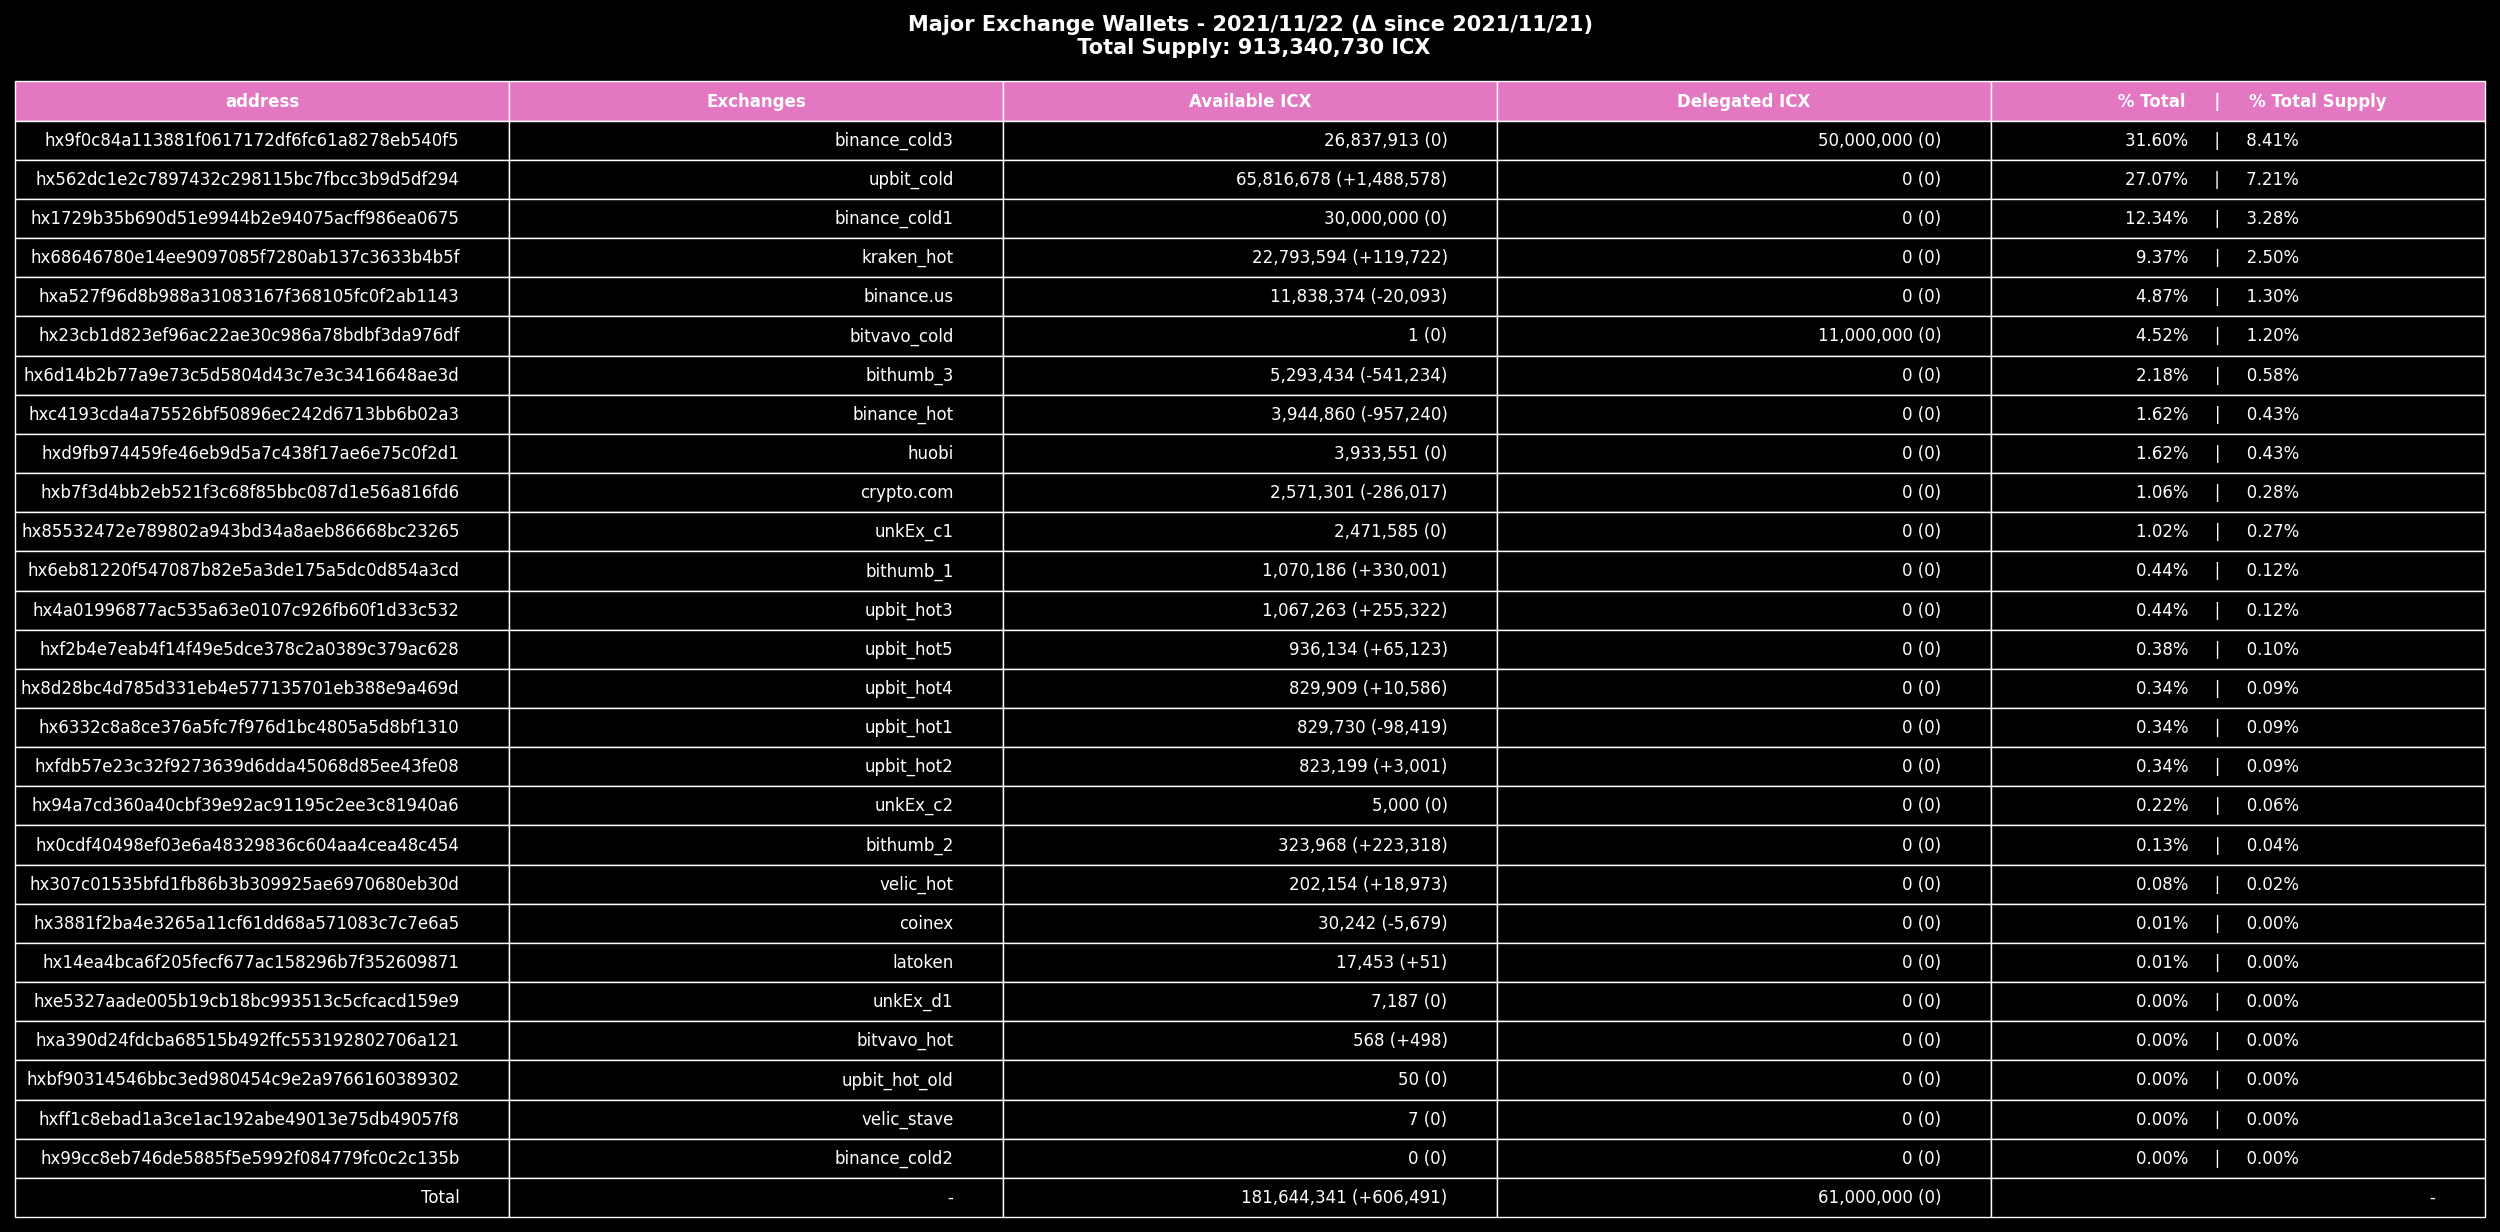 Major Exchange Wallets - 2021/11/22 (Δ since 2021/11/21)
Total Supply: 913,340,730 ICX
address Exchanges Available ICX Delegated ICX % Total | % Total Supply
hx9f0c84a113881f0617172df6fc61a8278eb540f5 binance_cold3 26,837,913 (0) 50,000,000 (0) 31.60% | 8.41%
hx562dc1e2c7897432c298115bc7fbcc3b9d5df294 upbit_cold 65,816,678 (+1,488,578) 0 (0) 27.07% | 7.21%
hx1729b35b690d51e9944b2e94075acff986ea0675 binance_cold1 30,000,000 (0) 0 (0) 12.34% | 3.28%
hx68646780e14ee9097085f7280ab137c3633b4b5f kraken_hot 22,793,594 (+119,722) 0 (0) 9.37% | 2.50%
hxa527f96d8b988a31083167f368105fc0f2ab1143 binance.us 11,838,374 (-20,093) 0 (0) 4.87% | 1.30%
hx23cb1d823ef96ac22ae30c986a78bdbf3da976df bitvavo_cold 1 (0) 11,000,000 (0) 4.52% | 1.20%
hx6d14b2b77a9e73c5d5804d43c7e3c3416648ae3d bithumb_3 5,293,434 (-541,234) 0 (0) 2.18% | 0.58%
hxc4193cda4a75526bf50896ec242d6713bb6b02a3 binance_hot 3,944,860 (-957,240) 0 (0) 1.62% | 0.43%
hxd9fb974459fe46eb9d5a7c438f17ae6e75c0f2d1 huobi 3,933,551 (0) 0 (0) 1.62% | 0.43%
hxb7f3d4bb2eb521f3c68f85bbc087d1e56a816fd6 crypto.com 2,571,301 (-286,017) 0 (0) 1.06% | 0.28%
hx85532472e789802a943bd34a8aeb86668bc23265 unkEx_c1 2,471,585 (0) 0 (0) 1.02% | 0.27%
hx6eb81220f547087b82e5a3de175a5dc0d854a3cd bithumb_1 1,070,186 (+330,001) 0 (0) 0.44% | 0.12%
hx4a01996877ac535a63e0107c926fb60f1d33c532 upbit_hot3 1,067,263 (+255,322) 0 (0) 0.44% | 0.12%
hxf2b4e7eab4f14f49e5dce378c2a0389c379ac628 upbit_hot5 936,134 (+65,123) 0 (0) 0.38% | 0.10%
hx8d28bc4d785d331eb4e577135701eb388e9a469d upbit_hot4 829,909 (+10,586) 0 (0) 0.34% | 0.09%
hx6332c8a8ce376a5fc7f976d1bc4805a5d8bf1310 upbit_hot1 829,730 (-98,419) 0 (0) 0.34% | 0.09%
hxfdb57e23c32f9273639d6dda45068d85ee43fe08 upbit_hot2 823,199 (+3,001) 0 (0) 0.34% | 0.09%
hx94a7cd360a40cbf39e92ac91195c2ee3c81940a6 unkEx_c2 5,000 (0) 0 (0) 0.22% | 0.06%
hx0cdf40498ef03e6a48329836c604aa4cea48c454 bithumb_2 323,968 (+223,318) 0 (0) 0.13% | 0.04%
hx307c01535bfd1fb86b3b309925ae6970680eb30d velic_hot 202,154 (+18,973) 0 (0) 0.08% | 0.02%
hx3881f2ba4e3265a11cf61dd68a571083c7c7e6a5 coinex 30,242 (-5,679) 0 (0) 0.01% | 0.00%
hx14ea4bca6f205fecf677ac158296b7f352609871 latoken 17,453 (+51) 0 (0) 0.01% | 0.00%
hxe5327aade005b19cb18bc993513c5cfcacd159e9 unkEx_d1 7,187 (0) 0 (0) 0.00% | 0.00%
hxa390d24fdcba68515b492ffc553192802706a121 bitvavo_hot 568 (+498) 0 (0) 0.00% | 0.00%
hxbf90314546bbc3ed980454c9e2a9766160389302 upbit_hot_old 50 (0) 0 (0) 0.00% | 0.00%
hxff1c8ebad1a3ce1ac192abe49013e75db49057f8 velic_stave 7 (0) 0 (0) 0.00% | 0.00%
hx99cc8eb746de5885f5e5992f084779fc0c2c135b binance_cold2 0 (0) 0 (0) 0.00% | 0.00%
Total - 181,644,341 (+606,491) 61,000,000 (0) -